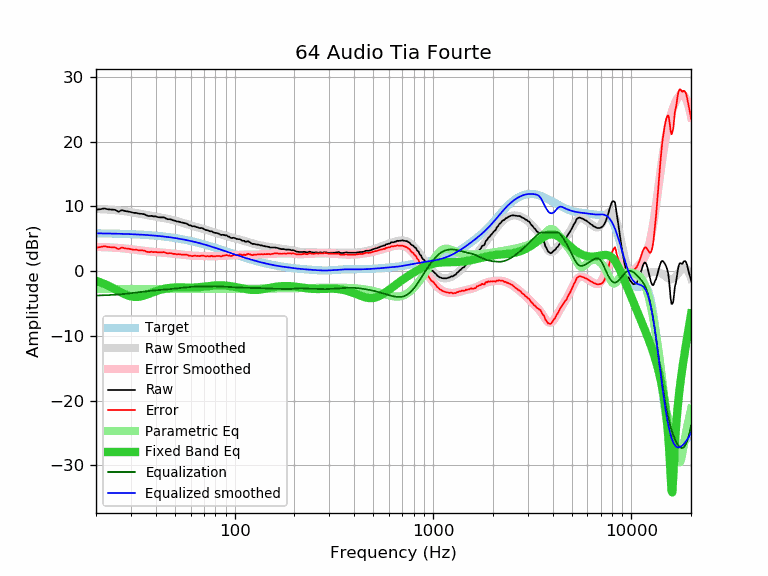 64 Audio Tia Fourte
30
20
10
0
−10
−20
−30
Amplitude (dBr)
Target
Raw Smoothed
Error Smoothed
Raw
Error
Parametric Eq
Fixed Band Eq
Equalization
Equalized smoothed
100
1000
10000
Frequency (Hz)